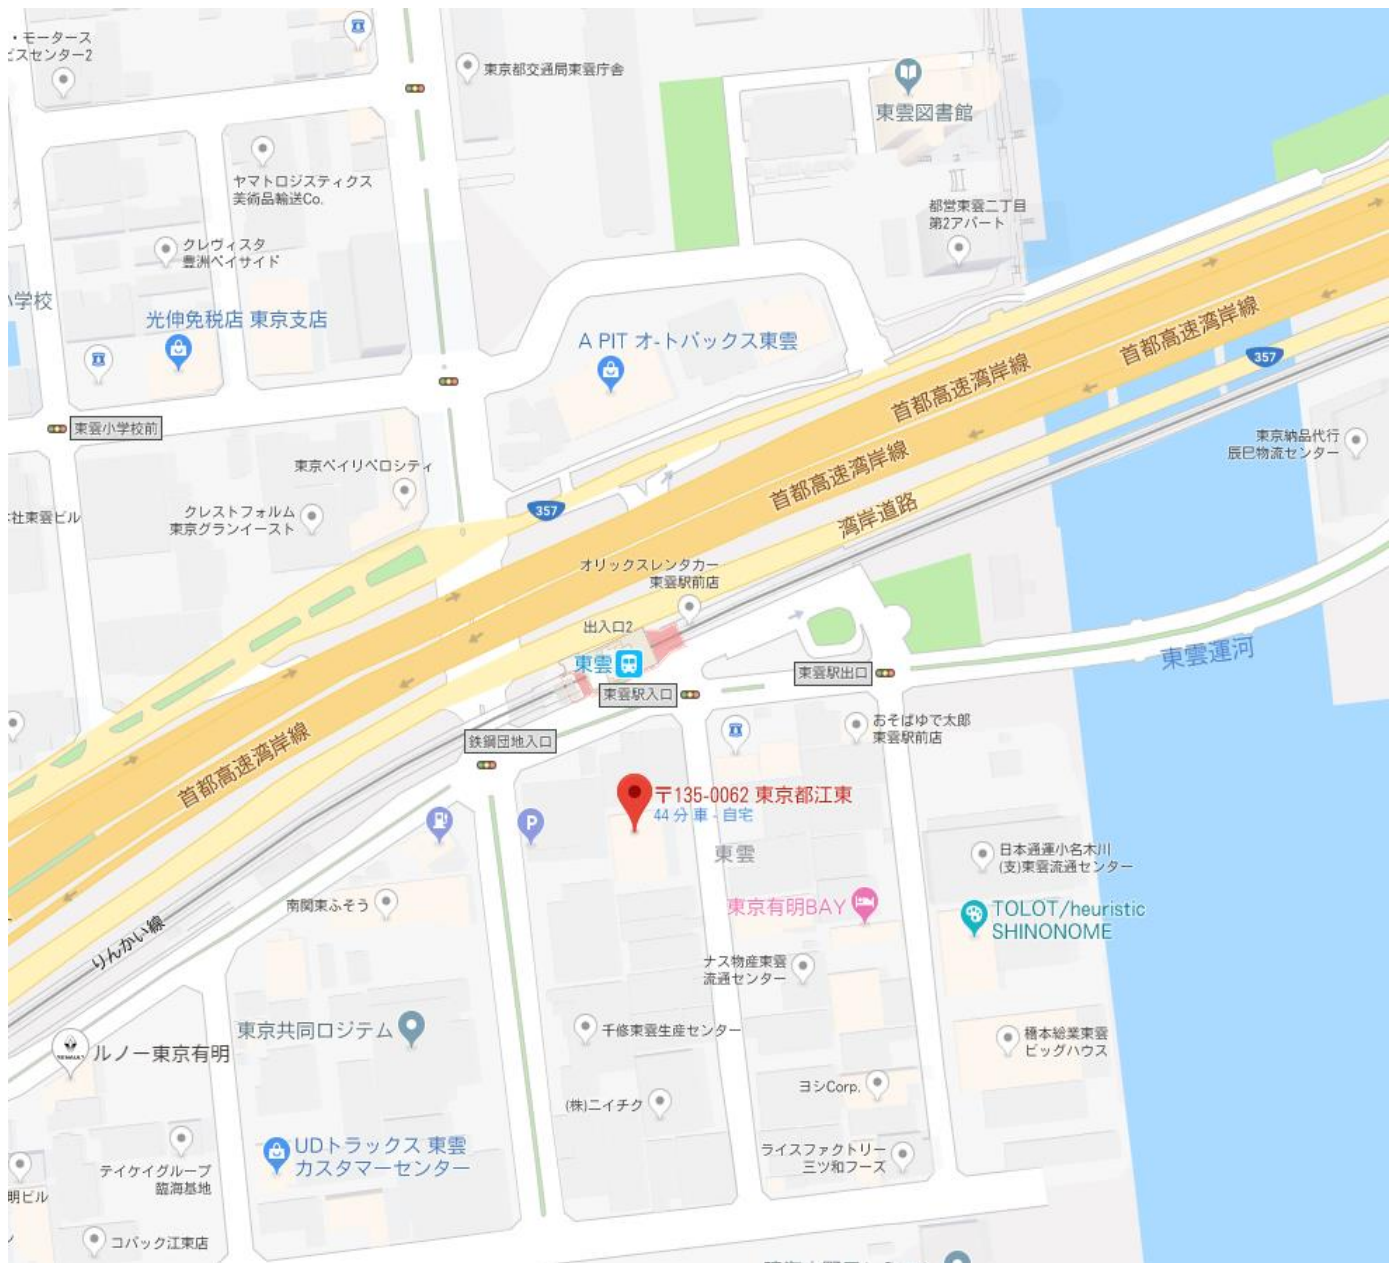 ・モータース
ビスセンター2
東京都交通局東雲庁舎
東雲図書館
ヤマトロジスティクス
美術品輸送Co.
都営東雲二丁目
第2アパート
クレヴィスタ
豊洲ベイサイド
小学校
光伸免税店 東京支店
A PIT オートバックス東雲
首都高速湾岸線
首都高速湾岸線
357
東雲小学校前
東京ベイリベロシティ
首都高速湾岸線
東京納品代行
辰巳物流センター
クレストフォルム
東京グランイースト
社東雲ビル
357
湾岸道路
オリックスレンタカー
東雲駅前店
出入口2
東雲
東雲駅入口
東雲駅出口
東雲運河
おそばゆで太郎
東雲駅前店
鉄鋼団地入口
首都高速湾岸線
〒135-0062 東京都江東
44 分 車 - 自宅
P
東雲
日本通運小名木川
(支)東雲流通センター
南関東ふそう
東京有明BAY
TOLOT/heuristic
SHINONOME
りんかい線
ナス物産東雲
流通センター
東京共同ロジテム
千修東雲生産センター
橋本総業東雲
ビッグハウス
ルノー東京有明
ヨシCorp.
(株)ニイチク
UDトラックス 東雲
カスタマーセンター
ライスファクトリー
三ツ和フーズ
テイケイグループ
臨海基地
明ビル
コバック江東店